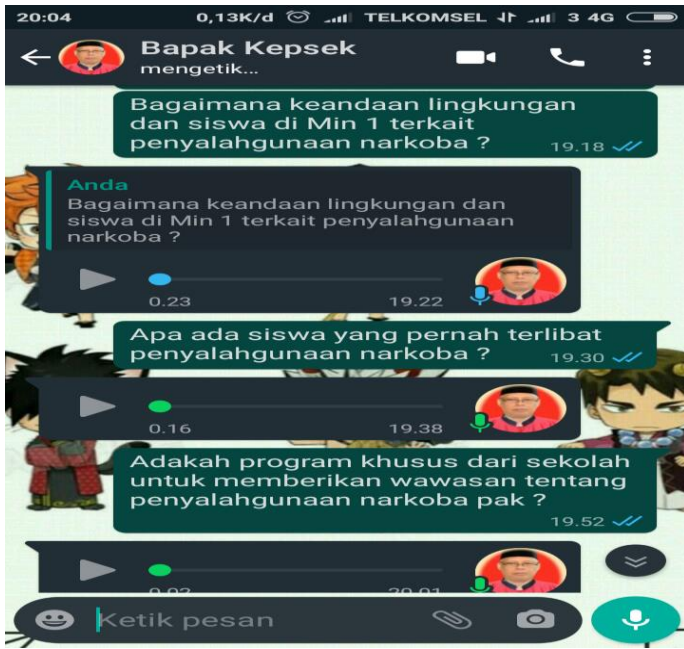 20:04 0,13K/d TELKOMSEL 3 4G
Bapak Kepsek
mengetik...
Bagaimana keandaan lingkungan
dan siswa di Min 1 terkait
penyalahgunaan narkoba ? 19.18
Anda
Bagaimana keandaan lingkungan dan
siswa di Min 1 terkait penyalahgunaan
narkoba ?
0.23 19.22
Apa ada siswa yang pernah terlibat
penyalahgunaan narkoba ? 19.30
0.16 19.38
Adakah program khusus dari sekolah
untuk memberikan wawasan tentang
penyalahgunaan narkoba pak ?
19.52
Ketik pesan